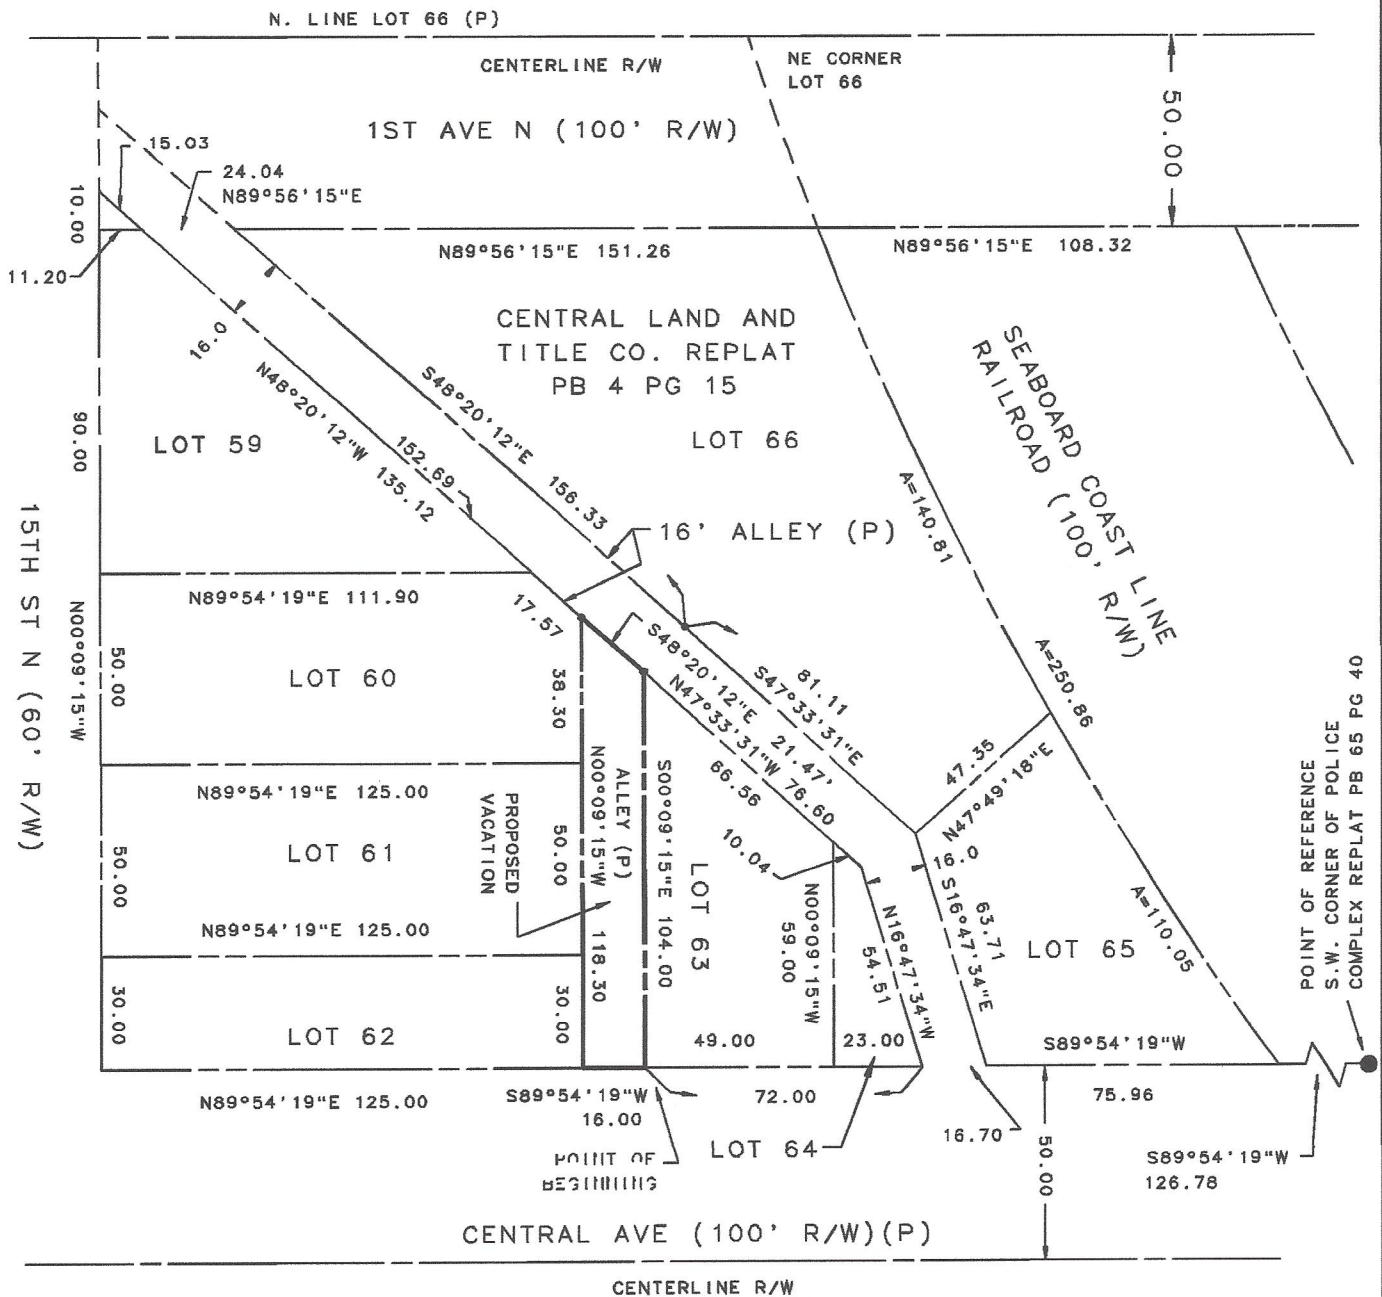 N. LINE LOT 66 (P)
CENTERLINE R/W
NE CORNER
LOT 66
1ST AVE N (100' R/W)
50.00
15.03
24.04
N89°56'15"E
10.00
11.20
N89°56'15"E 151.26
N89°56'15"E 108.32
16.0
CENTRAL LAND AND
TITLE CO. REPLAT
PB 4 PG 15
SEABOARD COAST LINE
RAILROAD (100' R/W)
S48°20'12"E 156.33
N48°20'12"W 135.12
152.69
90.00
LOT 59
LOT 66
A=140.81
16' ALLEY (P)
15TH ST N (60' R/W)
N00°09'15"W
N89°54'19"E 111.90
17.57
50.00
LOT 60
38.30
S48°20'12"E 21.47'
N47°33'31"W 76.60
66.56
81.11
S47°33'31"E
A=250.86
47.35
N47°49'18"E
N89°54'19"E 125.00
PROPOSED
VACATION
ALLEY (P)
N00°09'15"W 118.30
S00°09'15"E 104.00
50.00
LOT 61
50.00
LOT 63
10.04
N00°09'15"W
59.00
16.0
N16°47'34"W
54.51
63.71
S16°47'34"E
LOT 65
A=110.05
POINT OF REFERENCE
S.W. CORNER OF POLICE
COMPLEX REPLAT PB 65 PG 40
N89°54'19"E 125.00
30.00
LOT 62
30.00
49.00
23.00
S89°54'19"W
N89°54'19"E 125.00
S89°54'19"W
16.00
72.00
75.96
POINT OF
BEGINNING
LOT 64
16.70
50.00
S89°54'19"W
126.78
CENTRAL AVE (100' R/W)(P)
CENTERLINE R/W